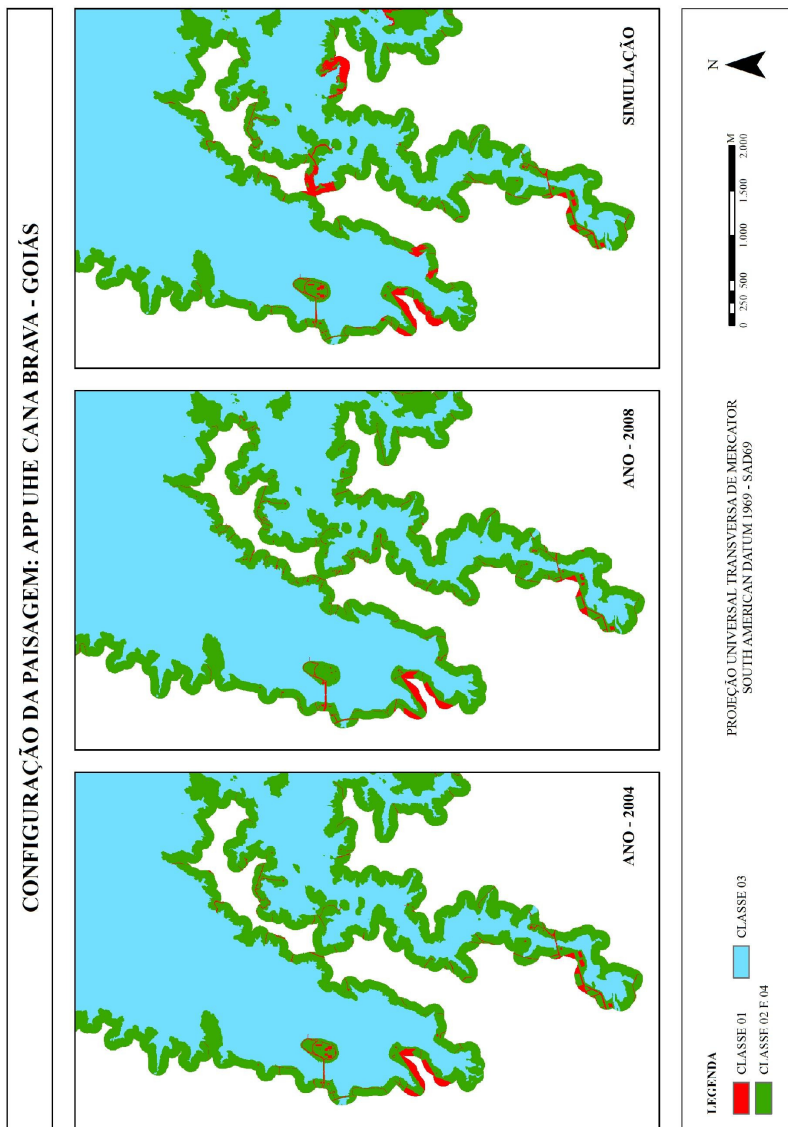 CONFIGURAÇÃO DA PAISAGEM: APP UHE CANA BRAVA - GOIÁS
ANO - 2004
ANO - 2008
SIMULAÇÃO
LEGENDA
CLASSE 01
CLASSE 02 E 04
CLASSE 03
PROJEÇÃO UNIVERSAL TRANSVERSA DE MERCATOR
SOUTH AMERICAN DATUM 1969 - SAD69
0 250 500 1.000 1.500 2.000
M
N